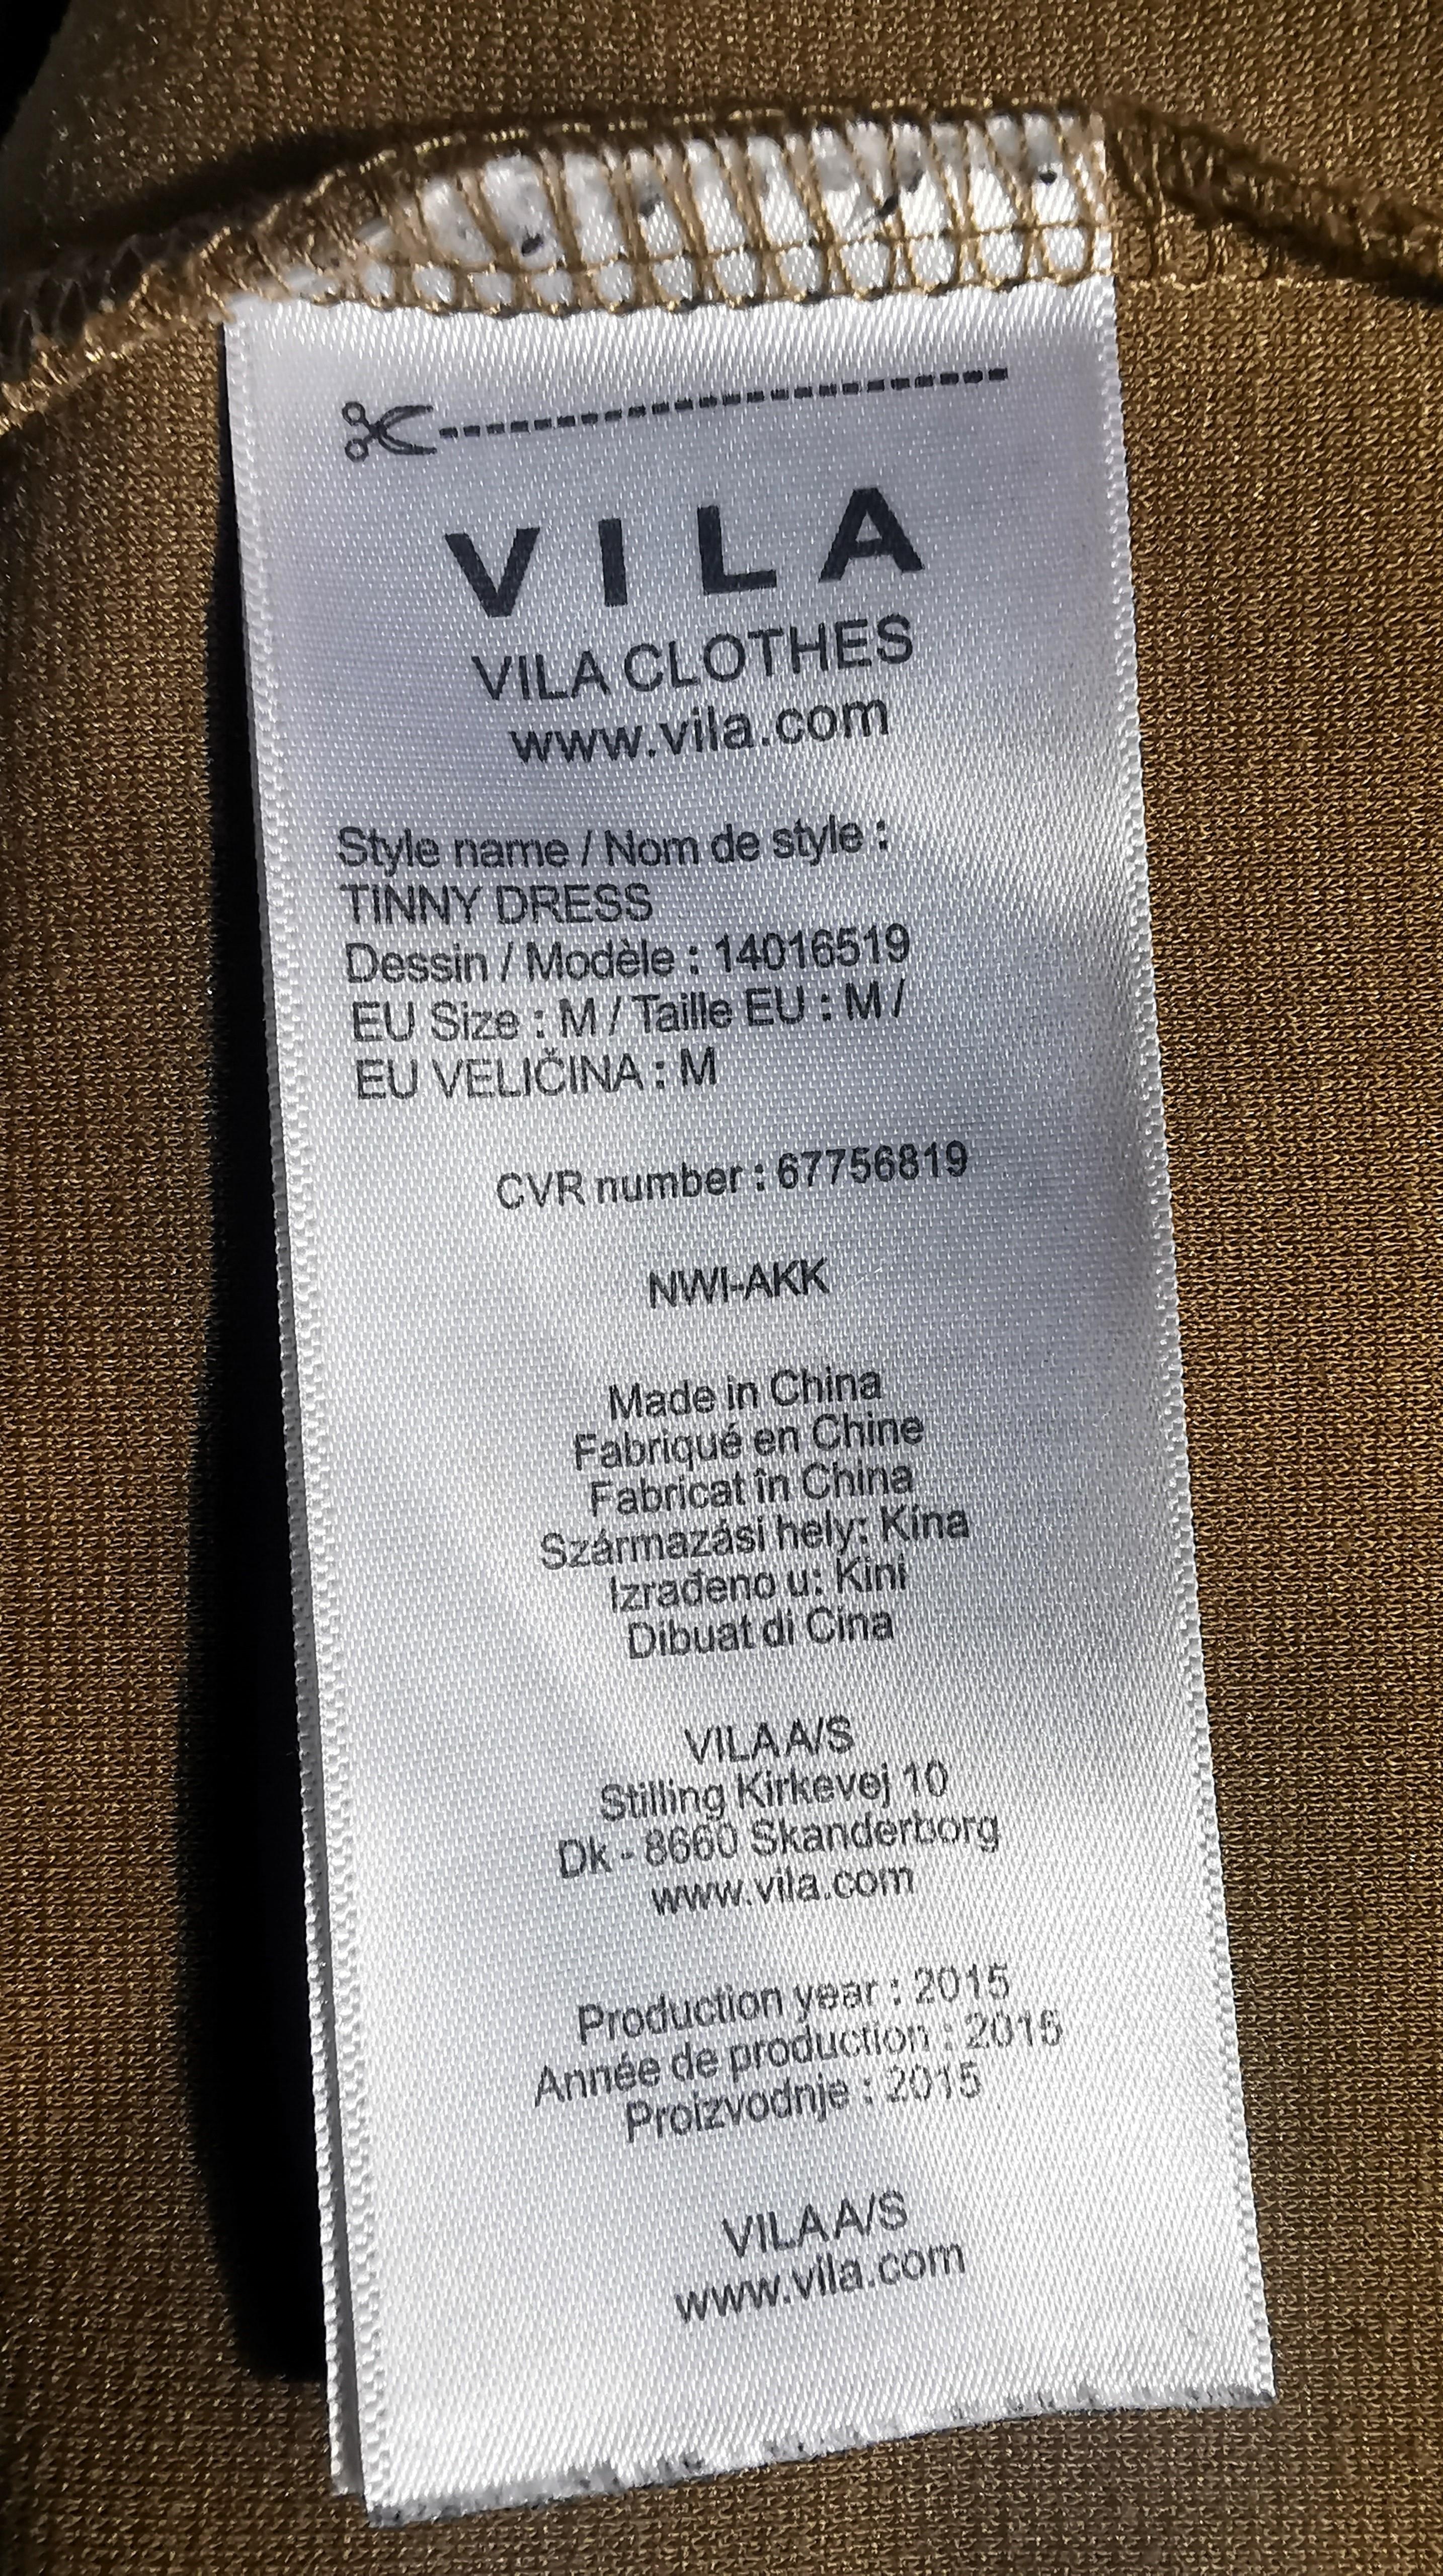 VILA
VILA CLOTHES
www.vila.com
Style name / Nom de style :
TINNY DRESS
Dessin / Modèle : 14016519
EU Size : M / Taille EU : M /
EU VELIČINA : M
CVR number : 67756819
NWI-AKK
Made in China
Fabriqué en Chine
Fabricat în China
Származási hely: Kína
Izrađeno u: Kini
Dibuat di Cina
VILA A/S
Stilling Kirkevej 10
Dk - 8660 Skanderborg
www.vila.com
Production year : 2015
Année de production : 2015
Proizvodnje : 2015
VILA A/S
www.vila.com